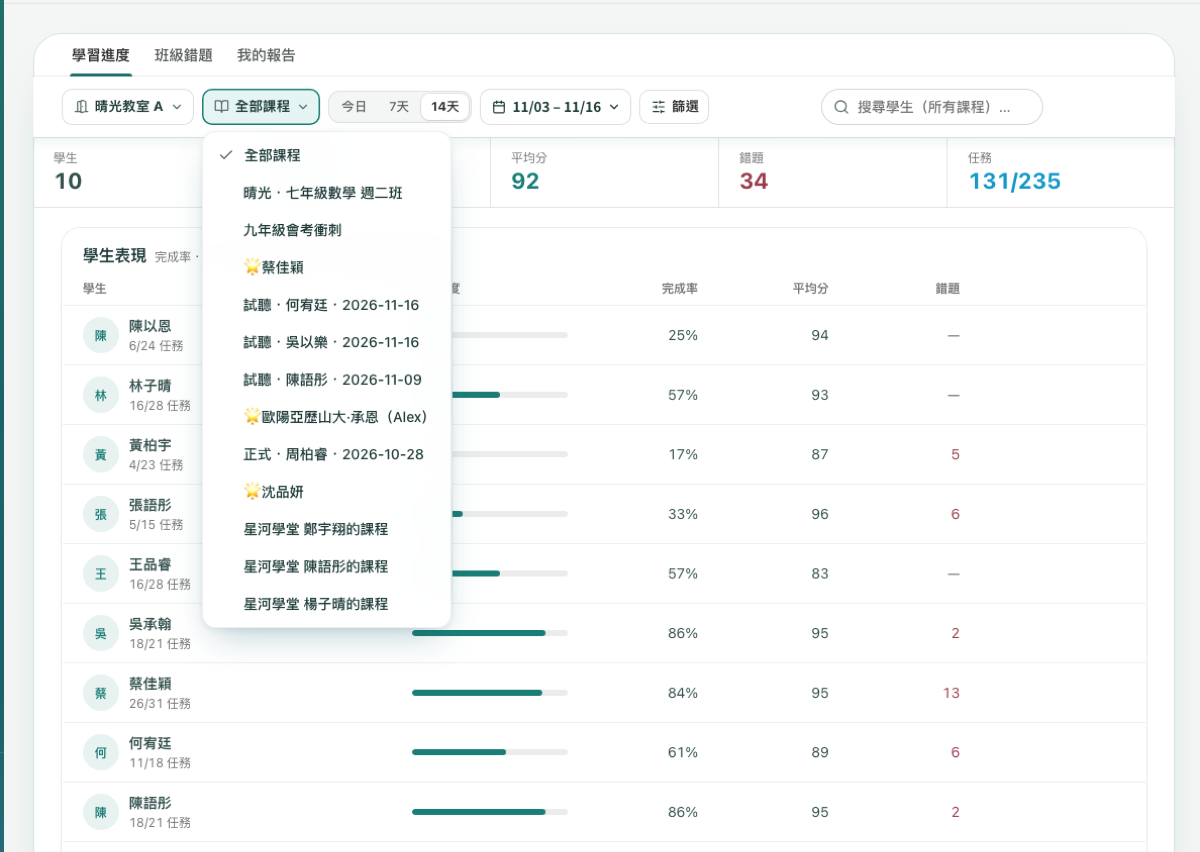 學習進度 班級錯題 我的報告
晴光教室 A 全部課程 今日 7天 14天 11/03 – 11/16 篩選 搜尋學生（所有課程）...
學生 平均分 錯題 任務
10 92 34 131/235
全部課程
晴光 · 七年級數學 週二班
九年級會考衝刺
🌟蔡佳穎
試聽 · 何宥廷 · 2026-11-16
試聽 · 吳以樂 · 2026-11-16
試聽 · 陳語彤 · 2026-11-09
🌟歐陽亞歷山大·承恩（Alex）
正式 · 周柏睿 · 2026-10-28
🌟沈品妍
星河學堂 鄭宇翔的課程
星河學堂 陳語彤的課程
星河學堂 楊子晴的課程
學生表現 完成率 ·
學生 度 完成率 平均分 錯題
陳 陳以恩
6/24 任務 25% 94 —
林 林子晴
16/28 任務 57% 93 —
黃 黃柏宇
4/23 任務 17% 87 5
張 張語彤
5/15 任務 33% 96 6
王 王品睿
16/28 任務 57% 83 —
吳 吳承翰
18/21 任務 86% 95 2
蔡 蔡佳穎
26/31 任務 84% 95 13
何 何宥廷
11/18 任務 61% 89 6
陳 陳語彤
18/21 任務 86% 95 2